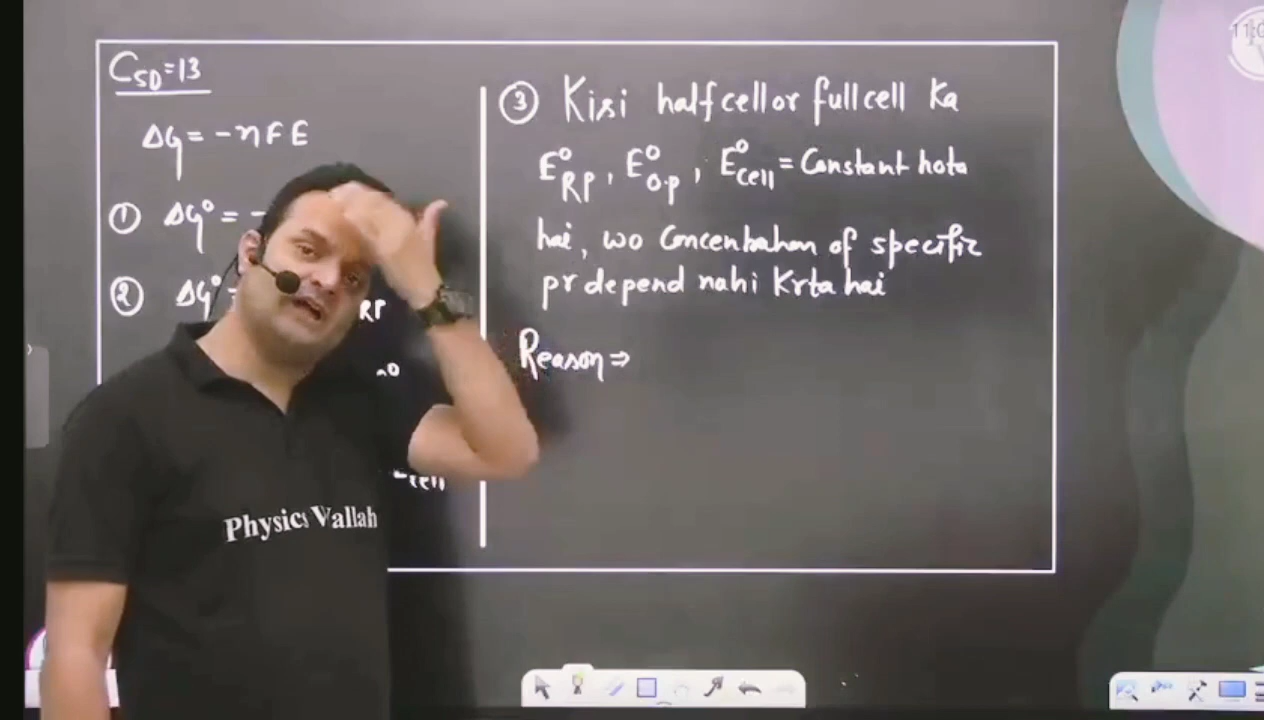 C50=13
ΔG = -nFE
① ΔG° = -
② ΔG° -
RP
③ Kisi half cell or full cell Ka
E°RP, E°O.p, E°Cell = Constant hota
hai, wo Concentration of specific
pr depend nahi Krta hai
Reason ⇒
Physics Wallah